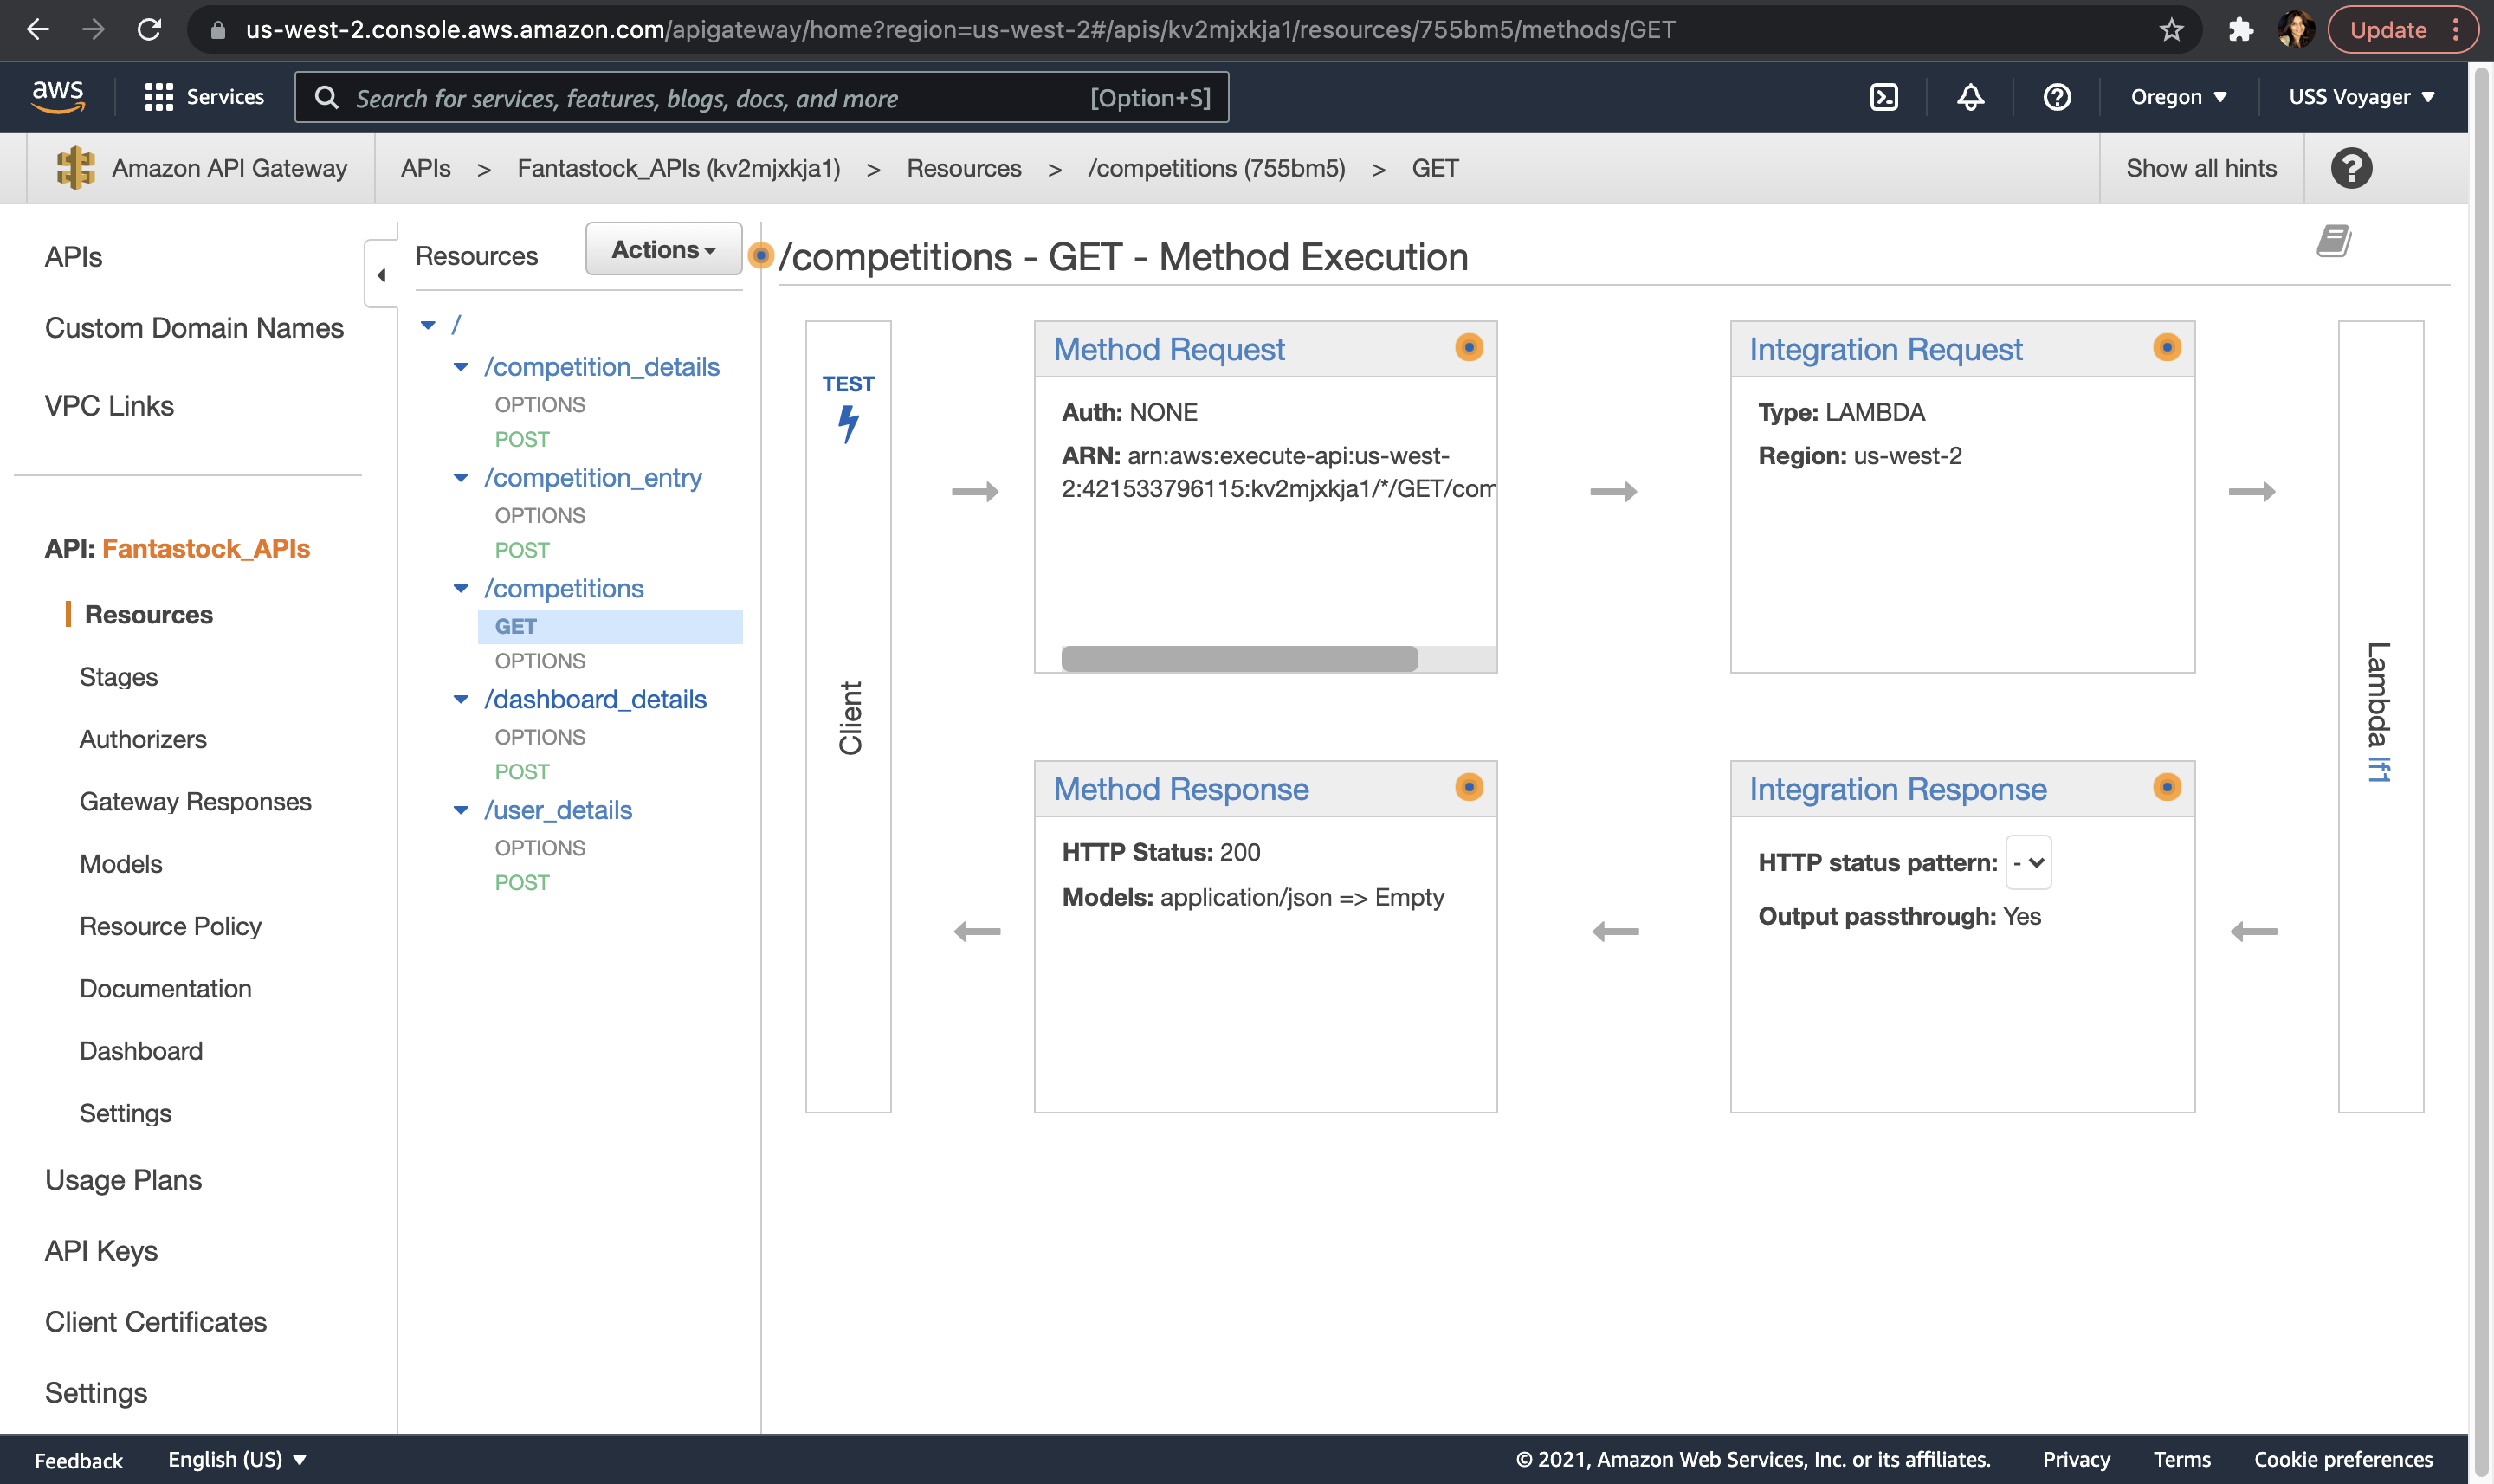 us-west-2.console.aws.amazon.com/apigateway/home?region=us-west-2#/apis/kv2mjxkja1/resources/755bm5/methods/GET
Update
aws
Services
Search for services, features, blogs, docs, and more
[Option+S]
Oregon
USS Voyager
Amazon API Gateway
APIs > Fantastock_APIs (kv2mjxkja1) > Resources > /competitions (755bm5) > GET
Show all hints
APIs
Custom Domain Names
VPC Links
API: Fantastock_APIs
Resources
Stages
Authorizers
Gateway Responses
Models
Resource Policy
Documentation
Dashboard
Settings
Usage Plans
API Keys
Client Certificates
Settings
Resources
Actions
/
/competition_details
OPTIONS
POST
/competition_entry
OPTIONS
POST
/competitions
GET
OPTIONS
/dashboard_details
OPTIONS
POST
/user_details
OPTIONS
POST
/competitions - GET - Method Execution
TEST
Client
Method Request
Auth: NONE
ARN: arn:aws:execute-api:us-west-
2:421533796115:kv2mjxkja1/*/GET/com
Integration Request
Type: LAMBDA
Region: us-west-2
Lambda lf1
Method Response
HTTP Status: 200
Models: application/json => Empty
Integration Response
HTTP status pattern: -
Output passthrough: Yes
Feedback
English (US)
© 2021, Amazon Web Services, Inc. or its affiliates.
Privacy
Terms
Cookie preferences